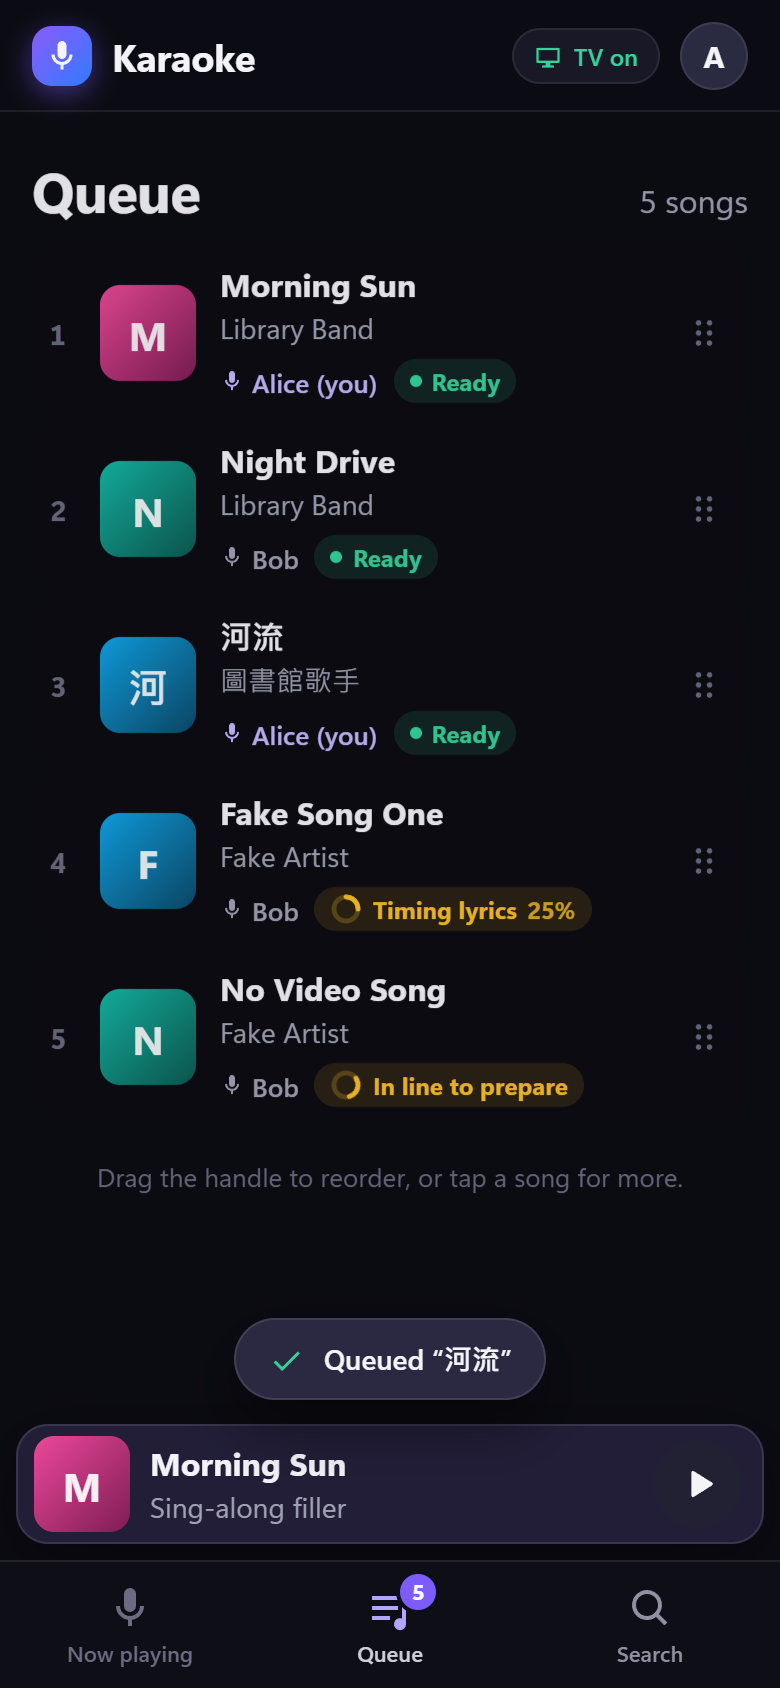 Karaoke
TV on
A
Queue
5 songs
1
M
Morning Sun
Library Band
Alice (you)
Ready
2
N
Night Drive
Library Band
Bob
Ready
3
河
河流
圖書館歌手
Alice (you)
Ready
4
F
Fake Song One
Fake Artist
Bob
Timing lyrics 25%
5
N
No Video Song
Fake Artist
Bob
In line to prepare
Drag the handle to reorder, or tap a song for more.
Queued “河流”
M
Morning Sun
Sing-along filler
Now playing
5
Queue
Search